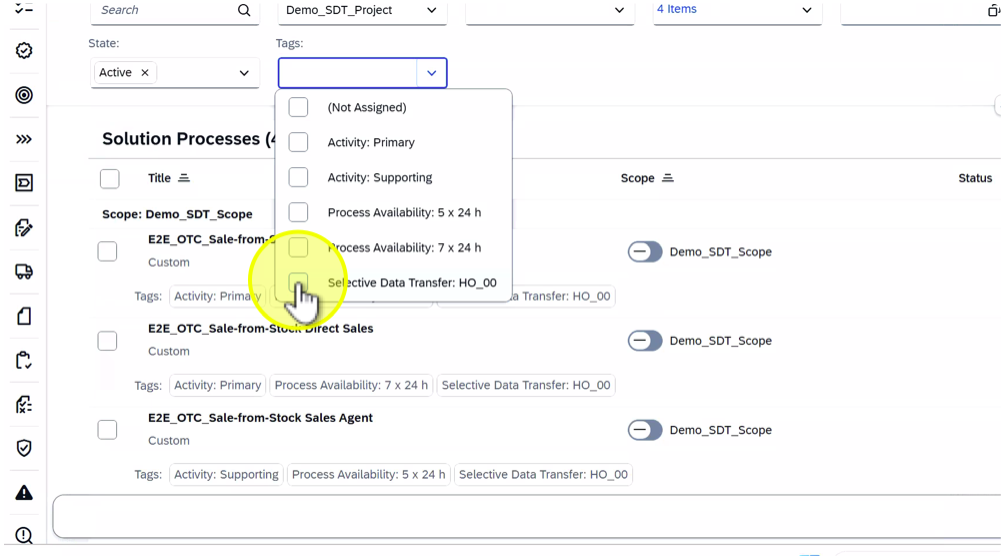 Search
Demo_SDT_Project
4 Items
State:
Tags:
Active
(Not Assigned)
Activity: Primary
Activity: Supporting
Process Availability: 5 x 24 h
Process Availability: 7 x 24 h
Selective Data Transfer: HO_00
Solution Processes (4
Title
Scope
Status
Scope: Demo_SDT_Scope
E2E_OTC_Sale-from-S
Demo_SDT_Scope
Custom
Tags: Activity: Primary ta Transfer: HO_00
E2E_OTC_Sale-from-Stock Direct Sales
Demo_SDT_Scope
Custom
Tags: Activity: Primary Process Availability: 7 x 24 h Selective Data Transfer: HO_00
E2E_OTC_Sale-from-Stock Sales Agent
Demo_SDT_Scope
Custom
Tags: Activity: Supporting Process Availability: 5 x 24 h Selective Data Transfer: HO_00